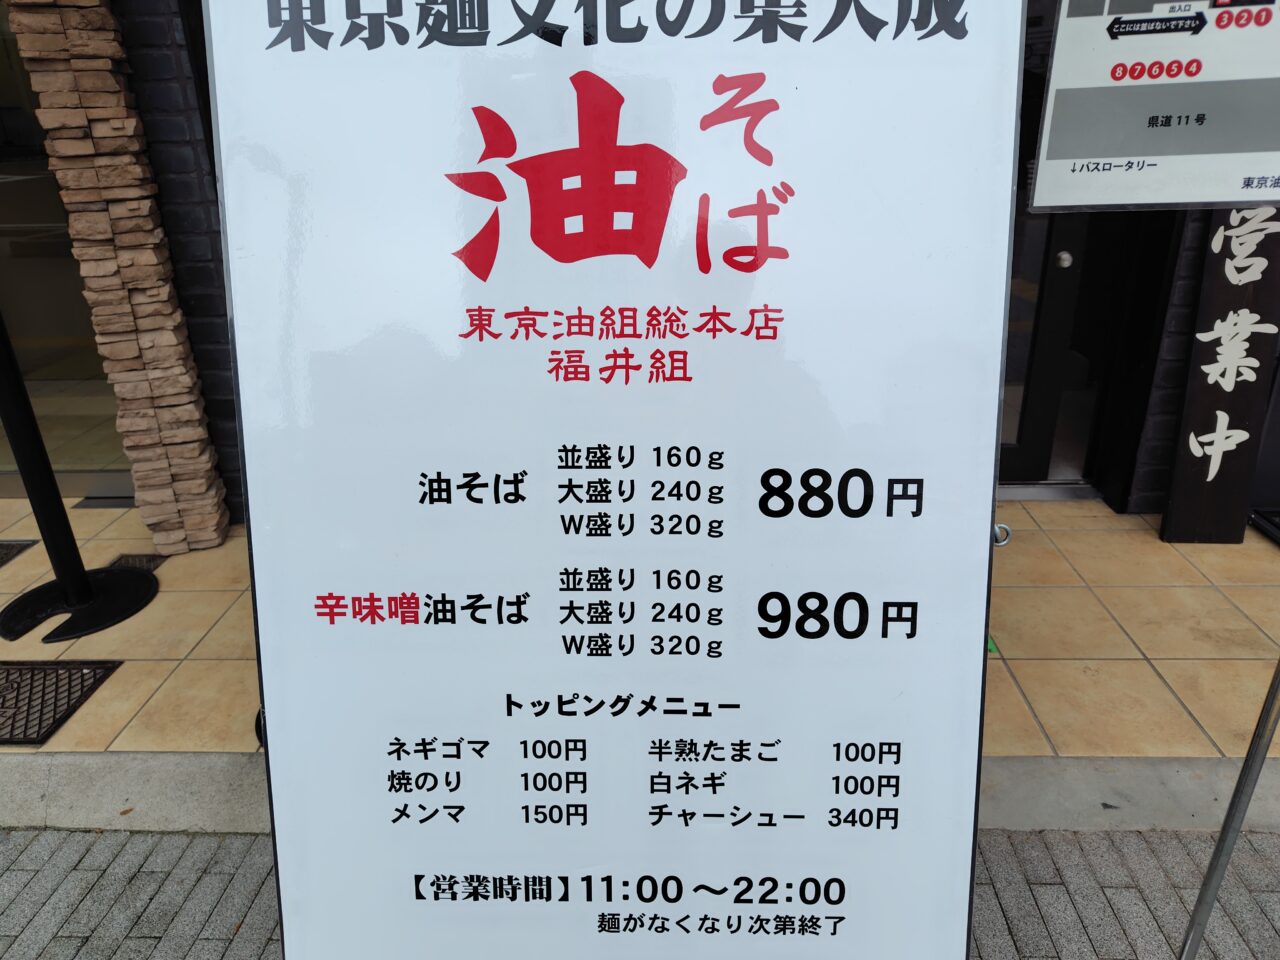 東京麺文化の集大成
油そば
東京油組総本店
福井組
油そば 並盛り 160g 大盛り 240g W盛り 320g 880円
辛味噌油そば 並盛り 160g 大盛り 240g W盛り 320g 980円
トッピングメニュー
ネギゴマ 100円 半熟たまご 100円
焼のり 100円 白ネギ 100円
メンマ 150円 チャーシュー 340円
【営業時間】11:00～22:00
麺がなくなり次第終了
出入口
ここには並ばないで下さい
3 2 1
8 7 6 5 4
県道11号
↓バスロータリー
東京油
営業中